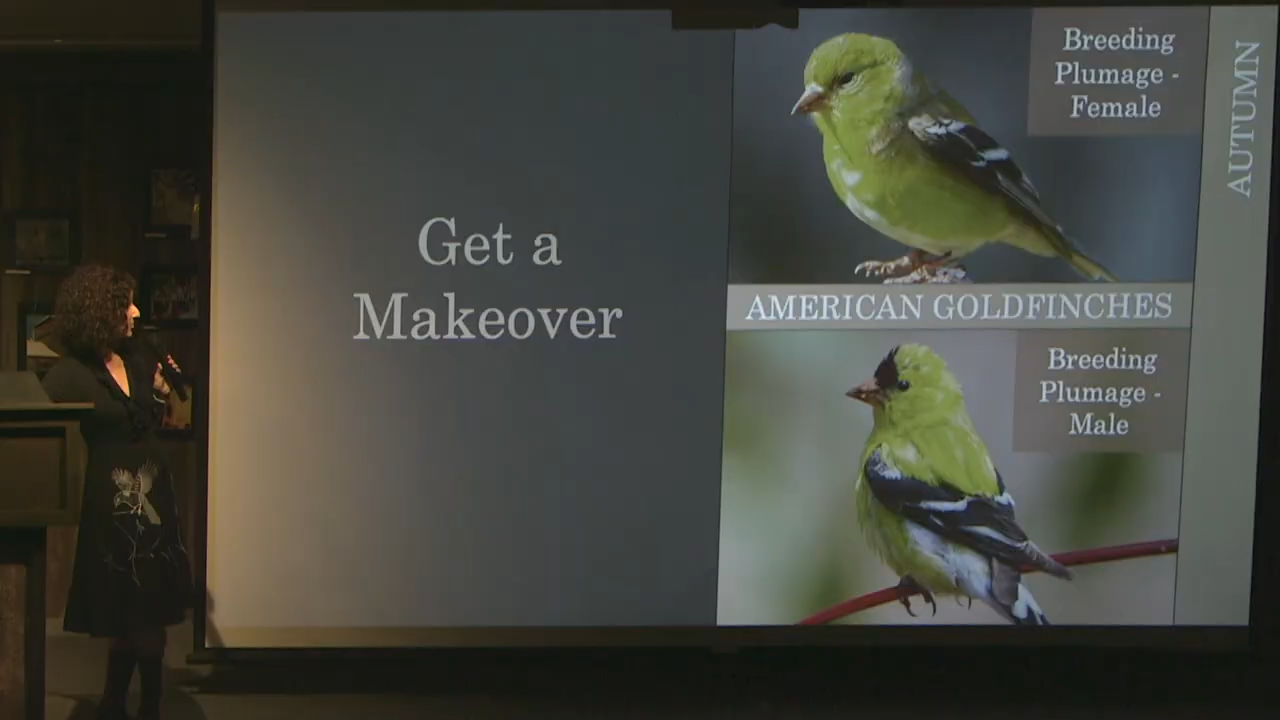 Get a
Makeover
Breeding
Plumage -
Female
AMERICAN GOLDFINCHES
Breeding
Plumage -
Male
AUTUMN